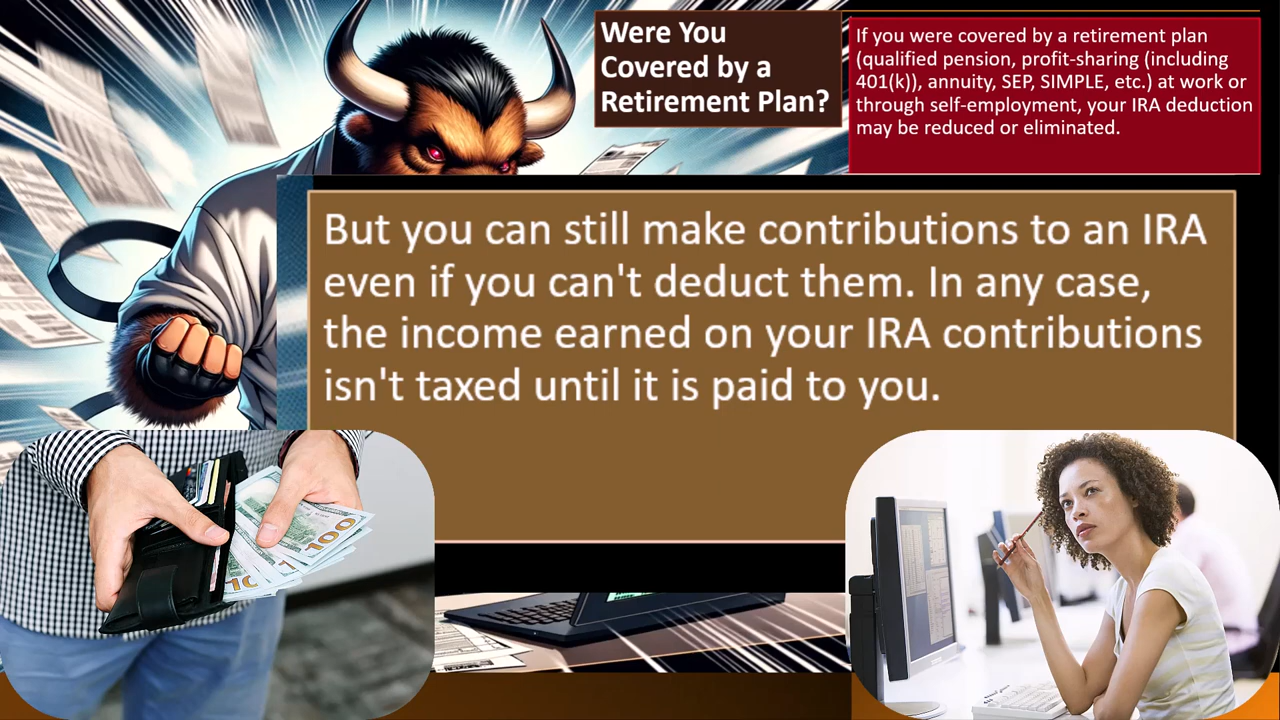 Were You
Covered by a
Retirement Plan?
If you were covered by a retirement plan
(qualified pension, profit-sharing (including
401(k)), annuity, SEP, SIMPLE, etc.) at work or
through self-employment, your IRA deduction
may be reduced or eliminated.
But you can still make contributions to an IRA
even if you can't deduct them. In any case,
the income earned on your IRA contributions
isn't taxed until it is paid to you.
100